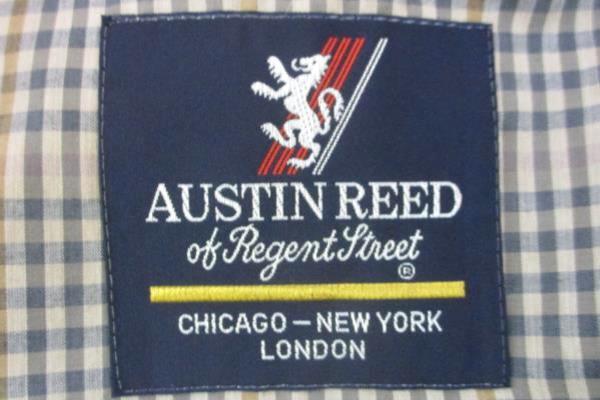 AUSTIN REED
of Regent Street
®
CHICAGO – NEW YORK
LONDON